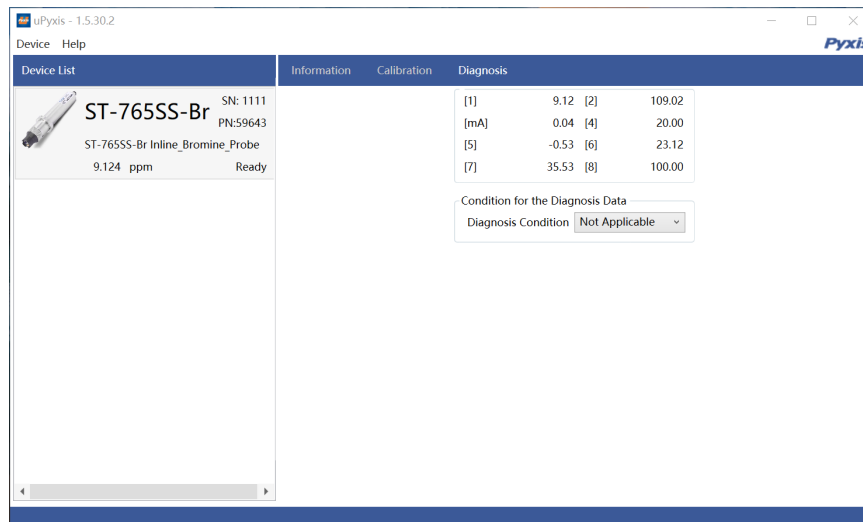 uPyxis - 1.5.30.2
Device Help
Pyxis
Device List Information Calibration Diagnosis
ST-765SS-Br
SN: 1111
PN:59643
ST-765SS-Br Inline_Bromine_Probe
9.124 ppm Ready
[1] 9.12 [2] 109.02
[mA] 0.04 [4] 20.00
[5] -0.53 [6] 23.12
[7] 35.53 [8] 100.00
Condition for the Diagnosis Data
Diagnosis Condition Not Applicable